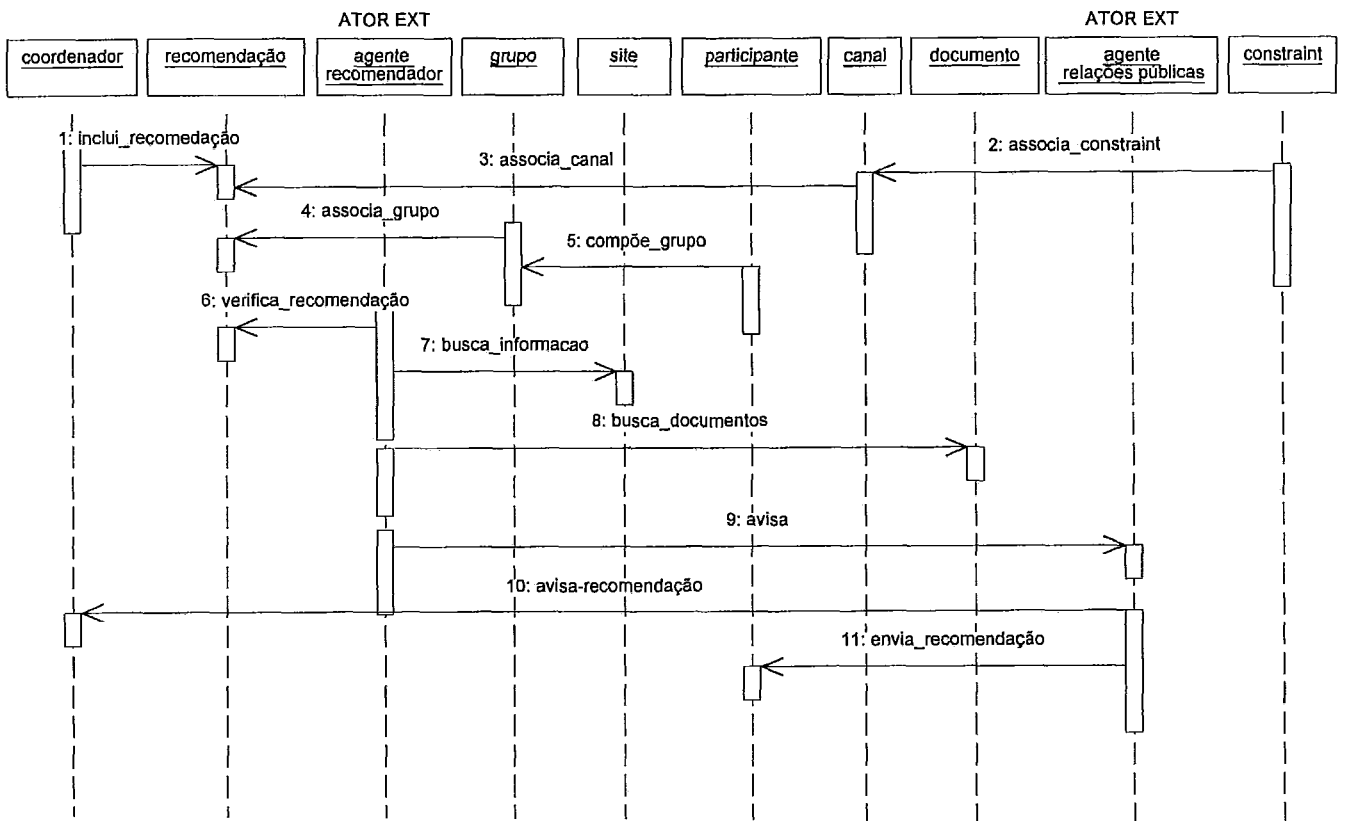 ATOR EXT
ATOR EXT
coordenador
recomendação
agente
recomendador
grupo
site
participante
canal
documento
agente
relações públicas
constraint
1: inclui_recomedação
2: associa_constraint
3: associa_canal
4: associa_grupo
5: compõe_grupo
6: verifica_recomendação
7: busca_informacao
8: busca_documentos
9: avisa
10: avisa-recomendação
11: envia_recomendação